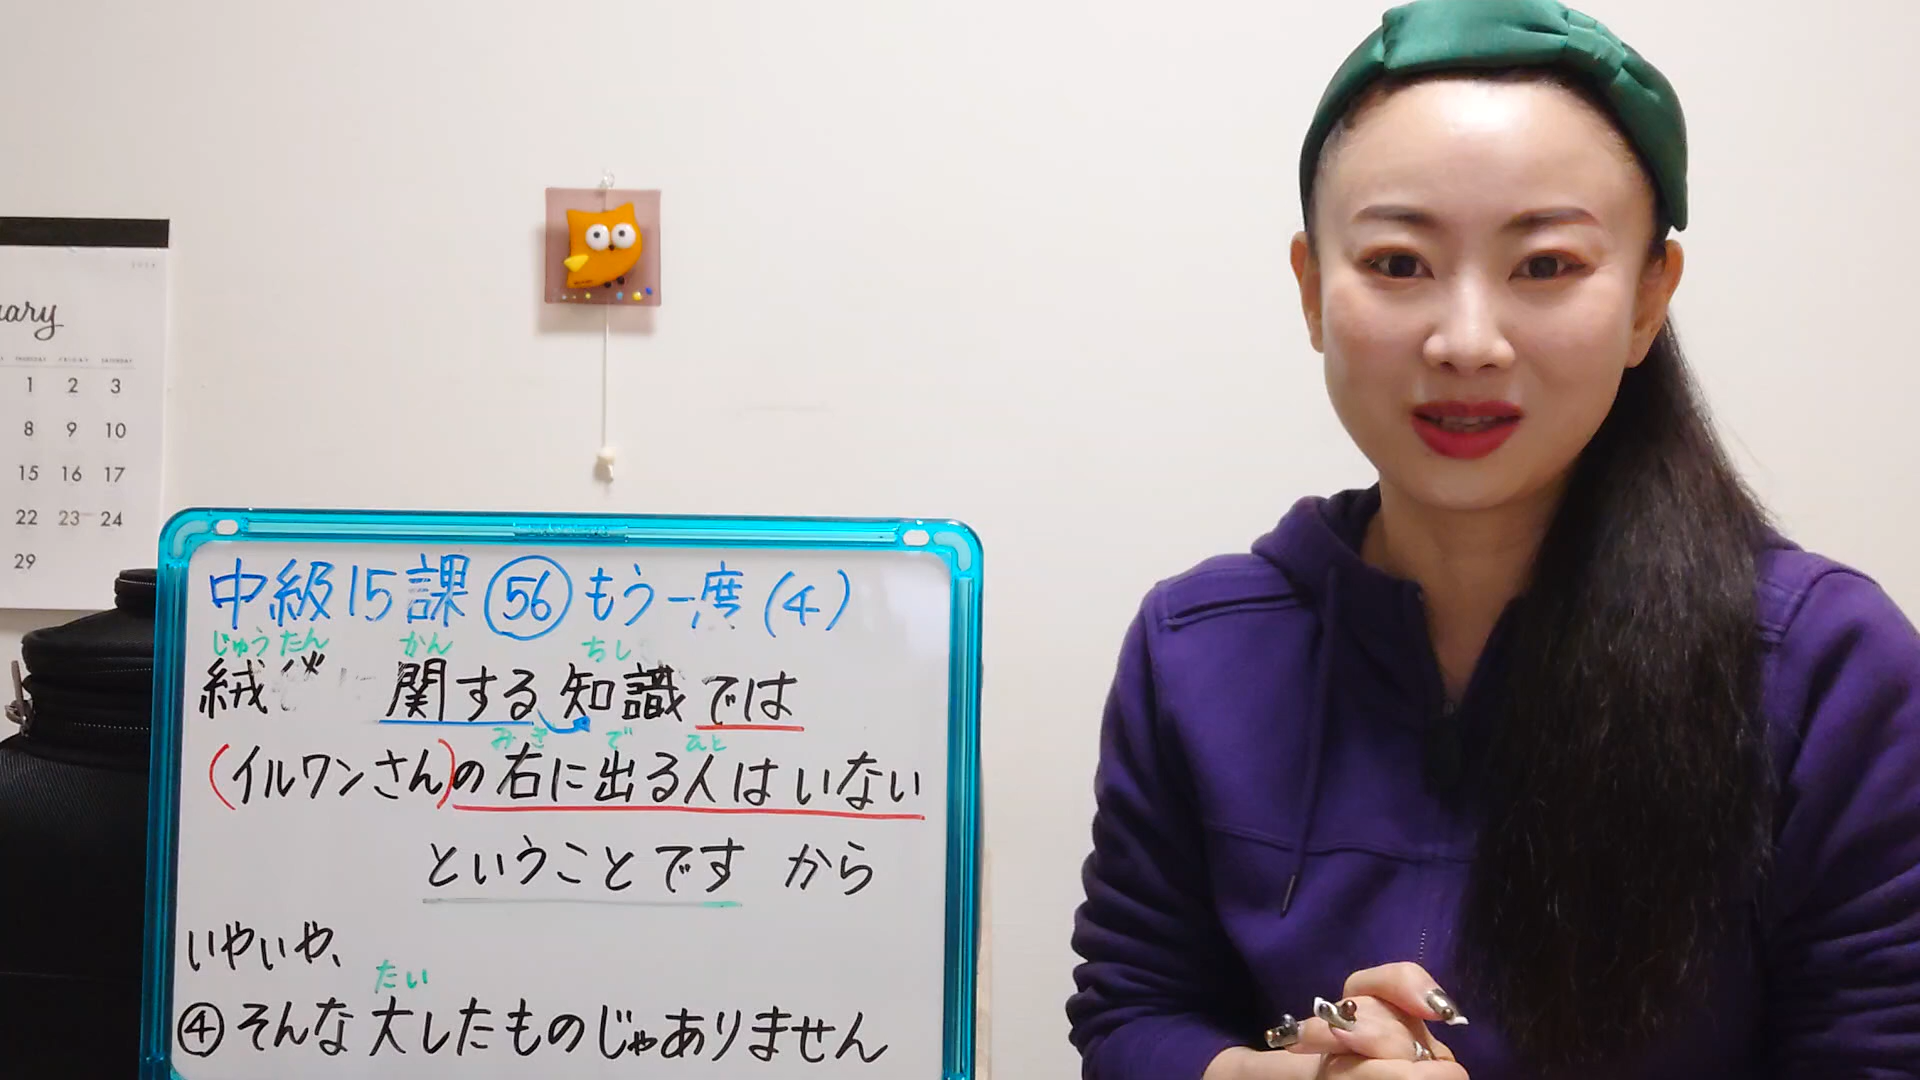 中級15課 56 もう一度(4)
じゅうたん かん ちし
絨 関する知識では
みぎ で ひと
(イルワンさん)の右に出る人はいない
ということです から
いやいや、
たい
④そんな大したものじゃありません
THURSDAY FRIDAY SATURDAY
1 2 3
8 9 10
15 16 17
22 23 24
29